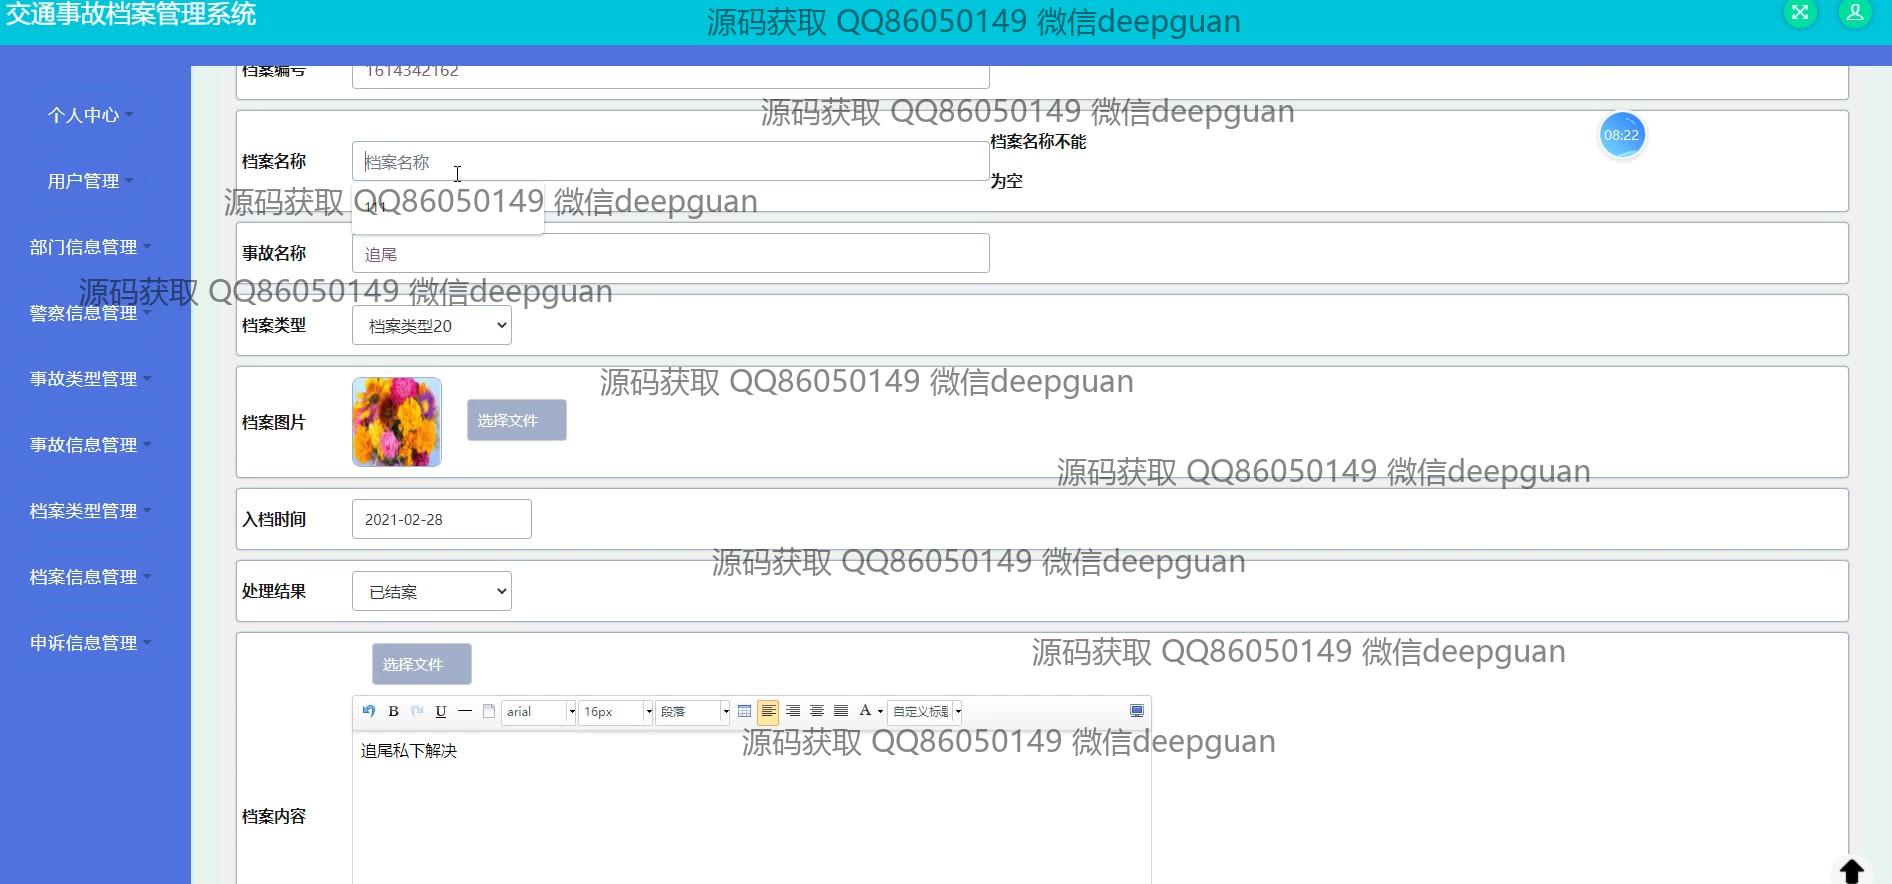 交通事故档案管理系统
源码获取 QQ86050149 微信deepguan
个人中心
用户管理
部门信息管理
警察信息管理
事故类型管理
事故信息管理
档案类型管理
档案信息管理
申诉信息管理
档案编号
1614342162
源码获取 QQ86050149 微信deepguan
08:22
档案名称
档案名称
档案名称不能
为空
111
源码获取 QQ86050149 微信deepguan
事故名称
追尾
源码获取 QQ86050149 微信deepguan
档案类型
档案类型20
源码获取 QQ86050149 微信deepguan
档案图片
选择文件
源码获取 QQ86050149 微信deepguan
入档时间
2021-02-28
源码获取 QQ86050149 微信deepguan
处理结果
已结案
源码获取 QQ86050149 微信deepguan
选择文件
B U arial 16px 段落 A 自定义标题
源码获取 QQ86050149 微信deepguan
追尾私下解决
档案内容